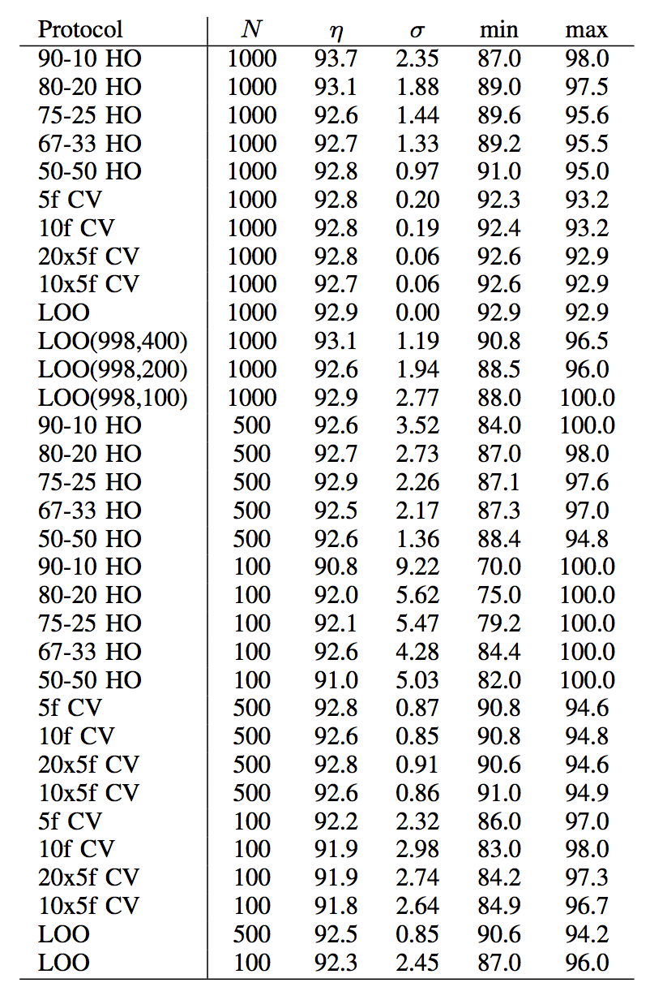 Protocol N η σ min max
90-10 HO 1000 93.7 2.35 87.0 98.0
80-20 HO 1000 93.1 1.88 89.0 97.5
75-25 HO 1000 92.6 1.44 89.6 95.6
67-33 HO 1000 92.7 1.33 89.2 95.5
50-50 HO 1000 92.8 0.97 91.0 95.0
5f CV 1000 92.8 0.20 92.3 93.2
10f CV 1000 92.8 0.19 92.4 93.2
20x5f CV 1000 92.8 0.06 92.6 92.9
10x5f CV 1000 92.7 0.06 92.6 92.9
LOO 1000 92.9 0.00 92.9 92.9
LOO(998,400) 1000 93.1 1.19 90.8 96.5
LOO(998,200) 1000 92.6 1.94 88.5 96.0
LOO(998,100) 1000 92.9 2.77 88.0 100.0
90-10 HO 500 92.6 3.52 84.0 100.0
80-20 HO 500 92.7 2.73 87.0 98.0
75-25 HO 500 92.9 2.26 87.1 97.6
67-33 HO 500 92.5 2.17 87.3 97.0
50-50 HO 500 92.6 1.36 88.4 94.8
90-10 HO 100 90.8 9.22 70.0 100.0
80-20 HO 100 92.0 5.62 75.0 100.0
75-25 HO 100 92.1 5.47 79.2 100.0
67-33 HO 100 92.6 4.28 84.4 100.0
50-50 HO 100 91.0 5.03 82.0 100.0
5f CV 500 92.8 0.87 90.8 94.6
10f CV 500 92.6 0.85 90.8 94.8
20x5f CV 500 92.8 0.91 90.6 94.6
10x5f CV 500 92.6 0.86 91.0 94.9
5f CV 100 92.2 2.32 86.0 97.0
10f CV 100 91.9 2.98 83.0 98.0
20x5f CV 100 91.9 2.74 84.2 97.3
10x5f CV 100 91.8 2.64 84.9 96.7
LOO 500 92.5 0.85 90.6 94.2
LOO 100 92.3 2.45 87.0 96.0